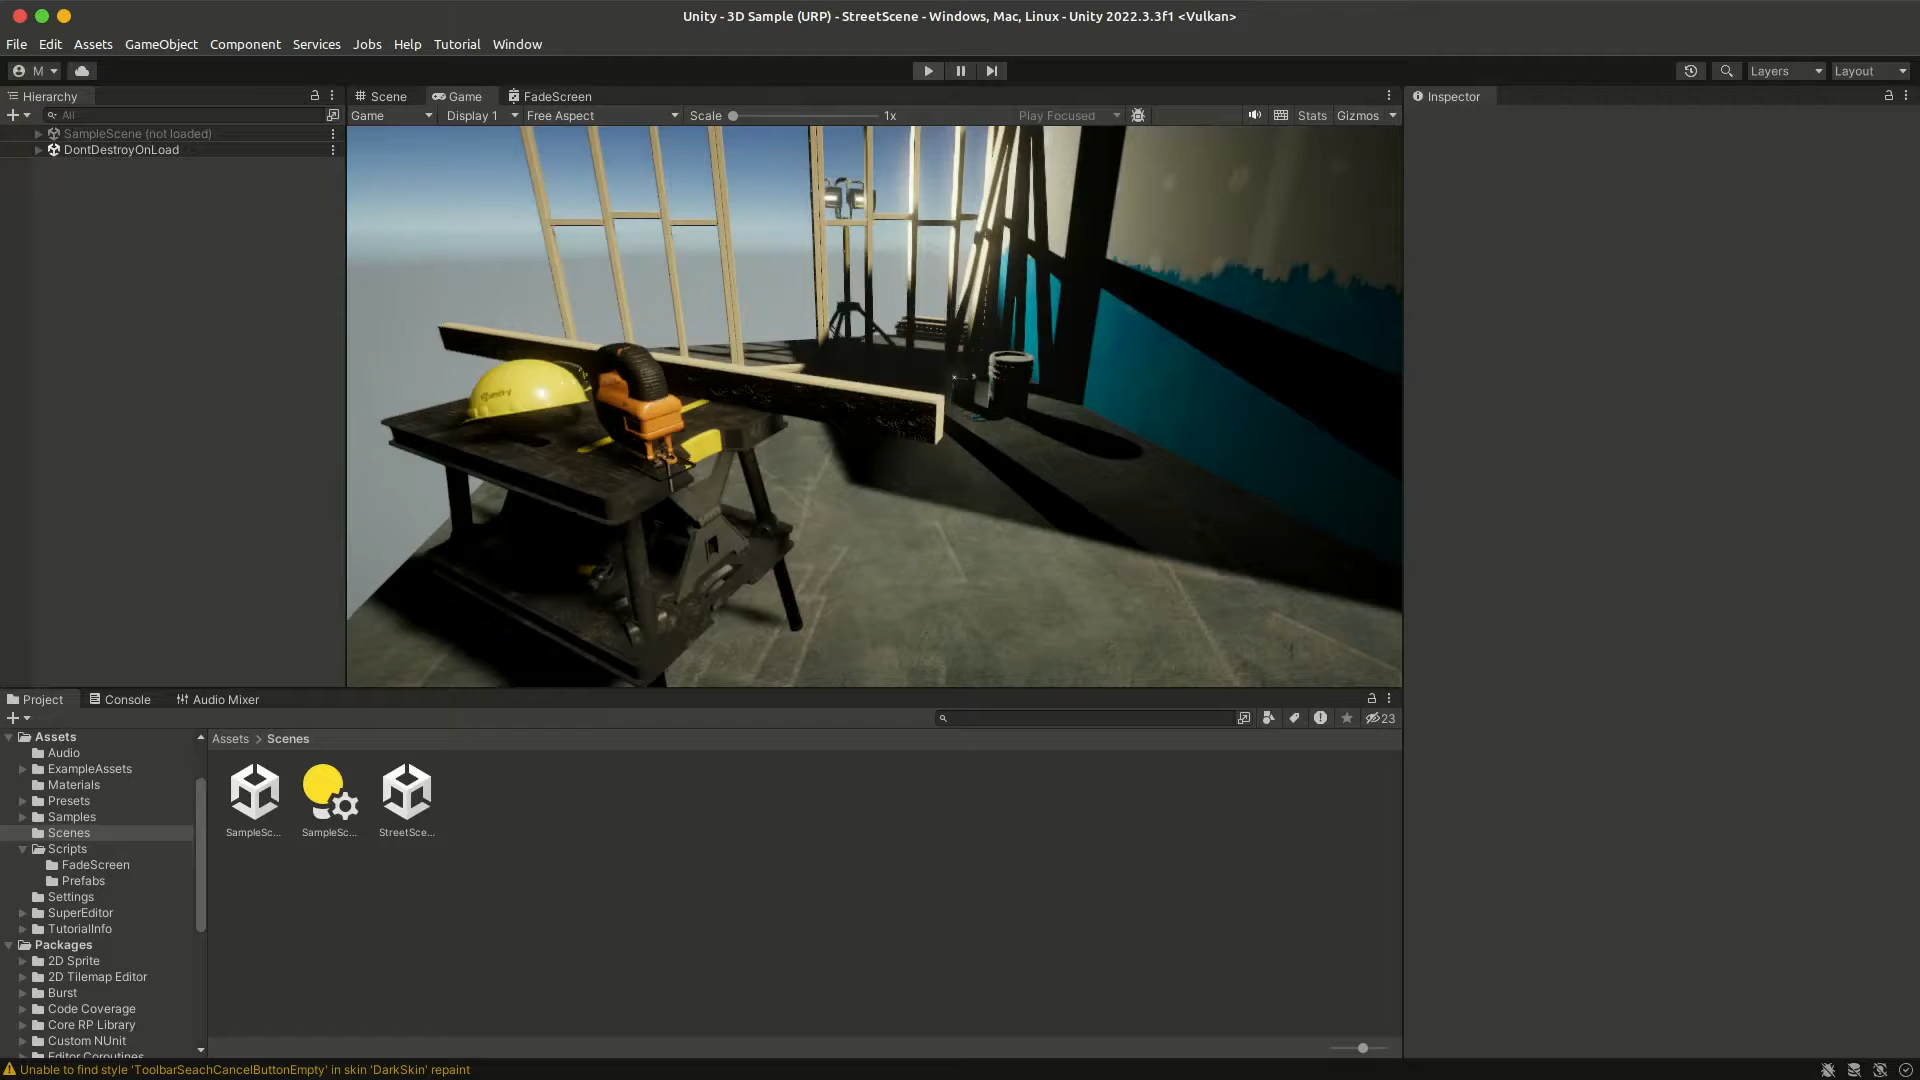 Unity - 3D Sample (URP) - StreetScene - Windows, Mac, Linux - Unity 2022.3.3f1 <Vulkan>
File Edit Assets GameObject Component Services Jobs Help Tutorial Window
M
Layers Layout
Hierarchy
Scene Game FadeScreen
Inspector
All
Game Display 1 Free Aspect Scale 1x Play Focused Stats Gizmos
SampleScene (not loaded)
DontDestroyOnLoad
unity
Project Console Audio Mixer
23
Assets
Audio
ExampleAssets
Materials
Presets
Samples
Scenes
Scripts
FadeScreen
Prefabs
Settings
SuperEditor
TutorialInfo
Packages
2D Sprite
2D Tilemap Editor
Burst
Code Coverage
Core RP Library
Custom NUnit
Editor Coroutines
Assets > Scenes
SampleSc... SampleSc... StreetSce...
Unable to find style 'ToolbarSeachCancelButtonEmpty' in skin 'DarkSkin' repaint